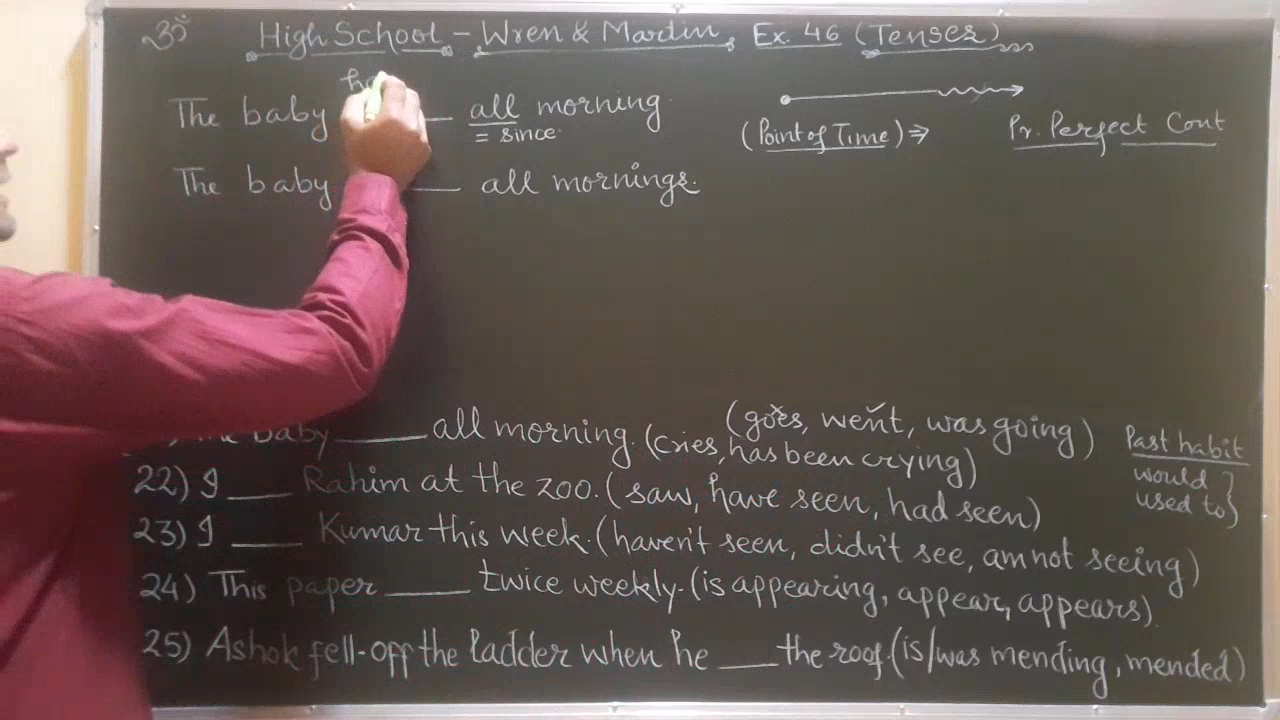 ॐ High School - Wren & Martin, Ex. 46 (Tenses)
ha
The baby ___ all morning.
= since
(Point of Time) ⇒ Pr. Perfect Cont
The baby ___ all mornings.
(goes, went, was going)
baby ___ all morning. (cries, has been crying)
Past habit
would }
used to }
22) I ___ Rahim at the zoo. (saw, have seen, had seen)
23) I ___ Kumar this week. (haven't seen, didn't see, am not seeing)
24) This paper ___ twice weekly. (is appearing, appear, appears).
25) Ashok fell-off the ladder when he ___ the roof. (is/was mending, mended)